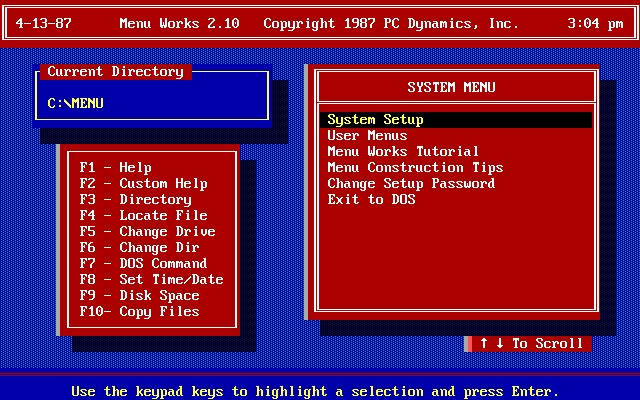 4-13-87 Menu Works 2.10 Copyright 1987 PC Dynamics, Inc. 3:04 pm
Current Directory
C:\MENU
F1 - Help
F2 - Custom Help
F3 - Directory
F4 - Locate File
F5 - Change Drive
F6 - Change Dir
F7 - DOS Command
F8 - Set Time/Date
F9 - Disk Space
F10- Copy Files
SYSTEM MENU
System Setup
User Menus
Menu Works Tutorial
Menu Construction Tips
Change Setup Password
Exit to DOS
↑ ↓ To Scroll
Use the keypad keys to highlight a selection and press Enter.